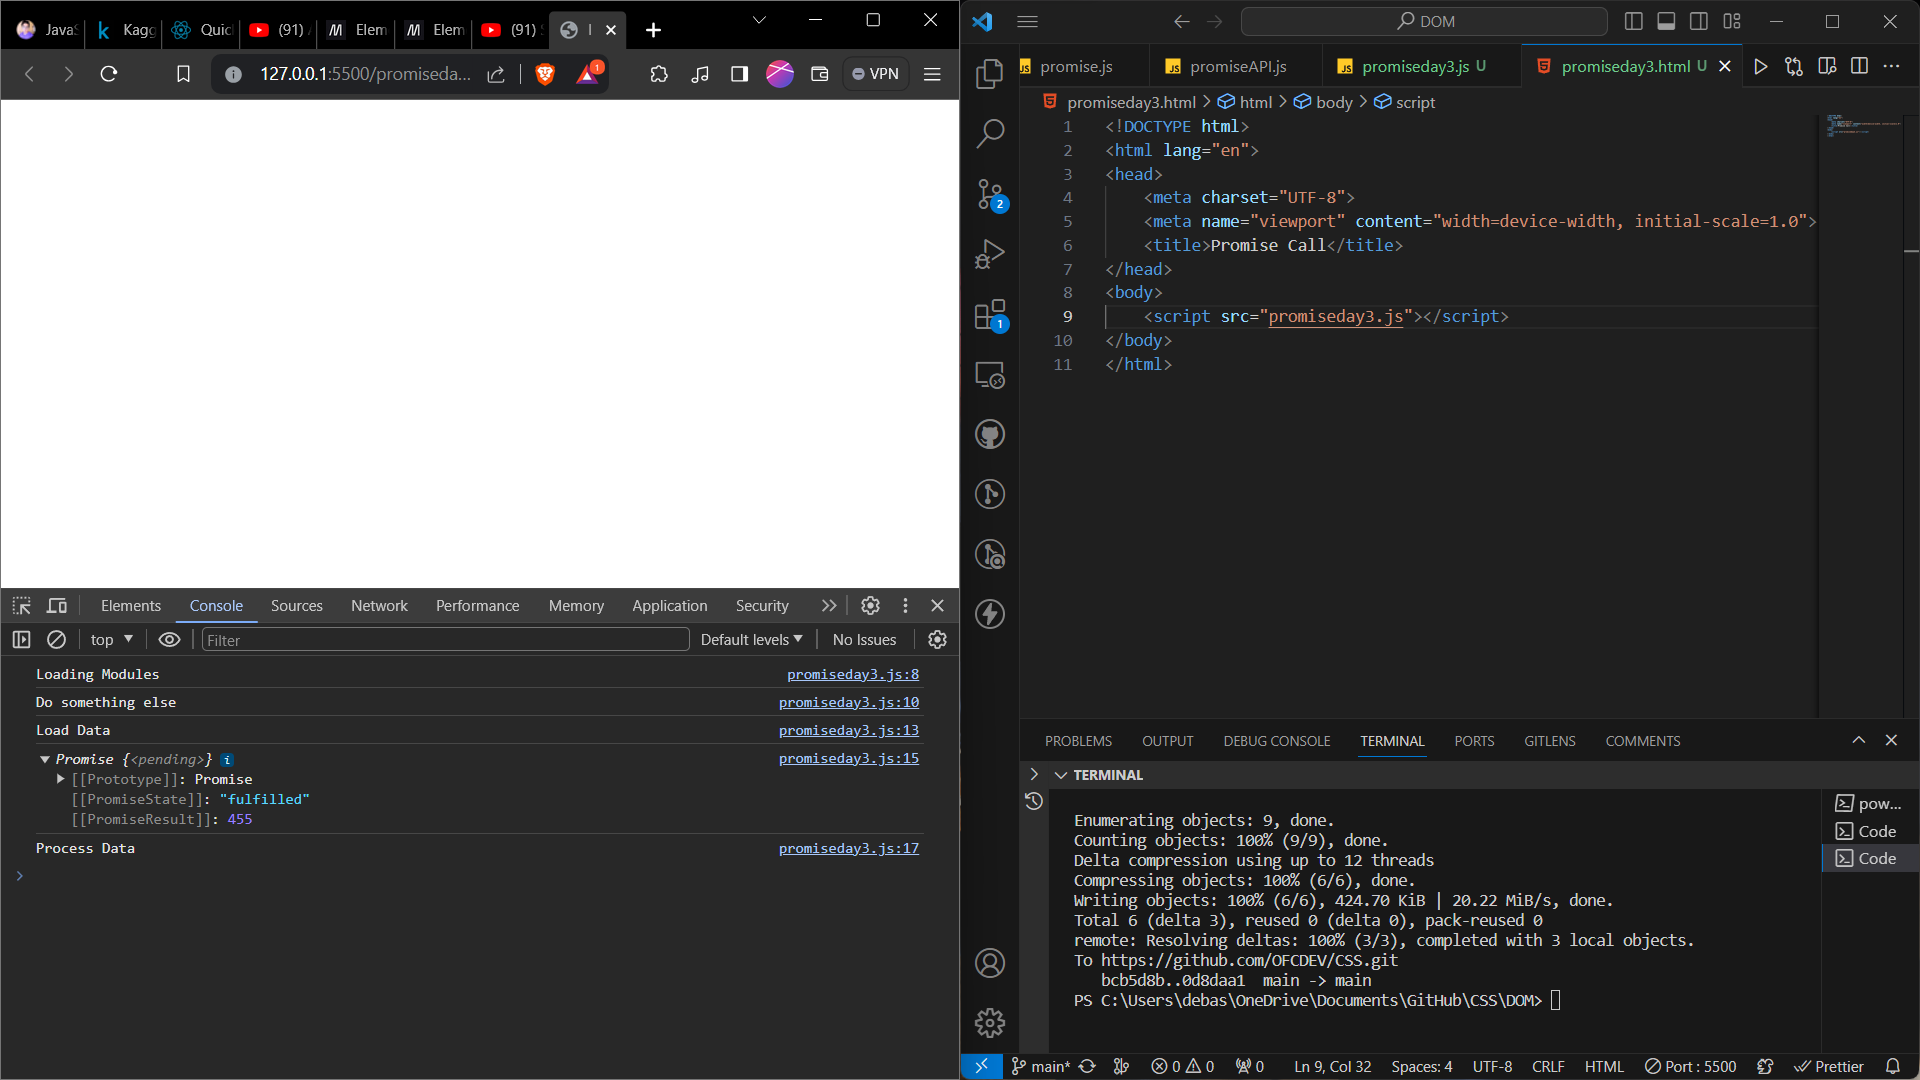 JavaS
Kagg
Quic
(91)
Elem
Elem
(91)
127.0.0.1:5500/promiseda...
1
VPN
Elements
Console
Sources
Network
Performance
Memory
Application
Security
top
Filter
Default levels
No Issues
Loading Modules promiseday3.js:8
Do something else promiseday3.js:10
Load Data promiseday3.js:13
Promise {<pending>} i promiseday3.js:15
[[Prototype]]: Promise
[[PromiseState]]: "fulfilled"
[[PromiseResult]]: 455
Process Data promiseday3.js:17
DOM
JS promise.js
JS promiseAPI.js
JS promiseday3.js U
promiseday3.html U
promiseday3.html > html > body > script
2
1
1 <!DOCTYPE html>
2 <html lang="en">
3 <head>
4 <meta charset="UTF-8">
5 <meta name="viewport" content="width=device-width, initial-scale=1.0">
6 <title>Promise Call</title>
7 </head>
8 <body>
9 <script src="promiseday3.js"></script>
10 </body>
11 </html>
PROBLEMS
OUTPUT
DEBUG CONSOLE
TERMINAL
PORTS
GITLENS
COMMENTS
TERMINAL
Enumerating objects: 9, done.
Counting objects: 100% (9/9), done.
Delta compression using up to 12 threads
Compressing objects: 100% (6/6), done.
Writing objects: 100% (6/6), 424.70 KiB | 20.22 MiB/s, done.
Total 6 (delta 3), reused 0 (delta 0), pack-reused 0
remote: Resolving deltas: 100% (3/3), completed with 3 local objects.
To https://github.com/OFCDEV/CSS.git
bcb5d8b..0d8daa1 main -> main
PS C:\Users\debas\OneDrive\Documents\GitHub\CSS\DOM>
pow...
Code
Code
main*
0
0
0
Ln 9, Col 32
Spaces: 4
UTF-8
CRLF
HTML
Port : 5500
Prettier